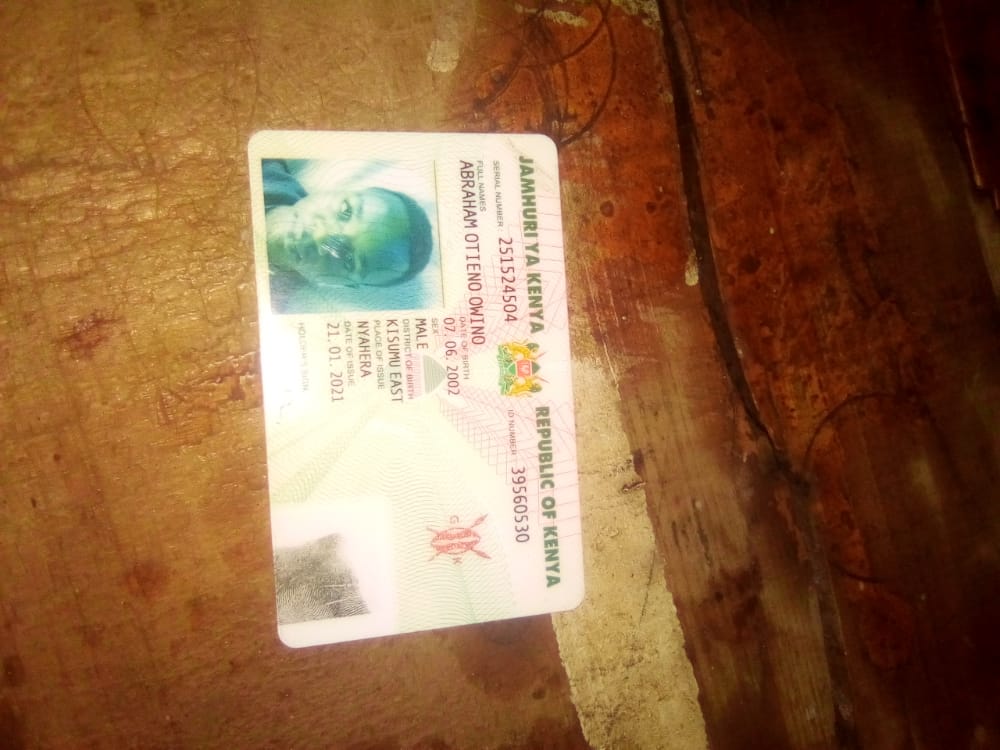 JAMHURI YA KENYA REPUBLIC OF KENYA
SERIAL NUMBER: 251524504 ID NUMBER: 39560530
FULL NAMES
ABRAHAM OTIENO OWINO
DATE OF BIRTH
07. 06. 2002
SEX
MALE
DISTRICT OF BIRTH
KISUMU EAST
PLACE OF ISSUE
NYAHERA
DATE OF ISSUE
21. 01. 2021
HOLDER'S SIGN.
G K